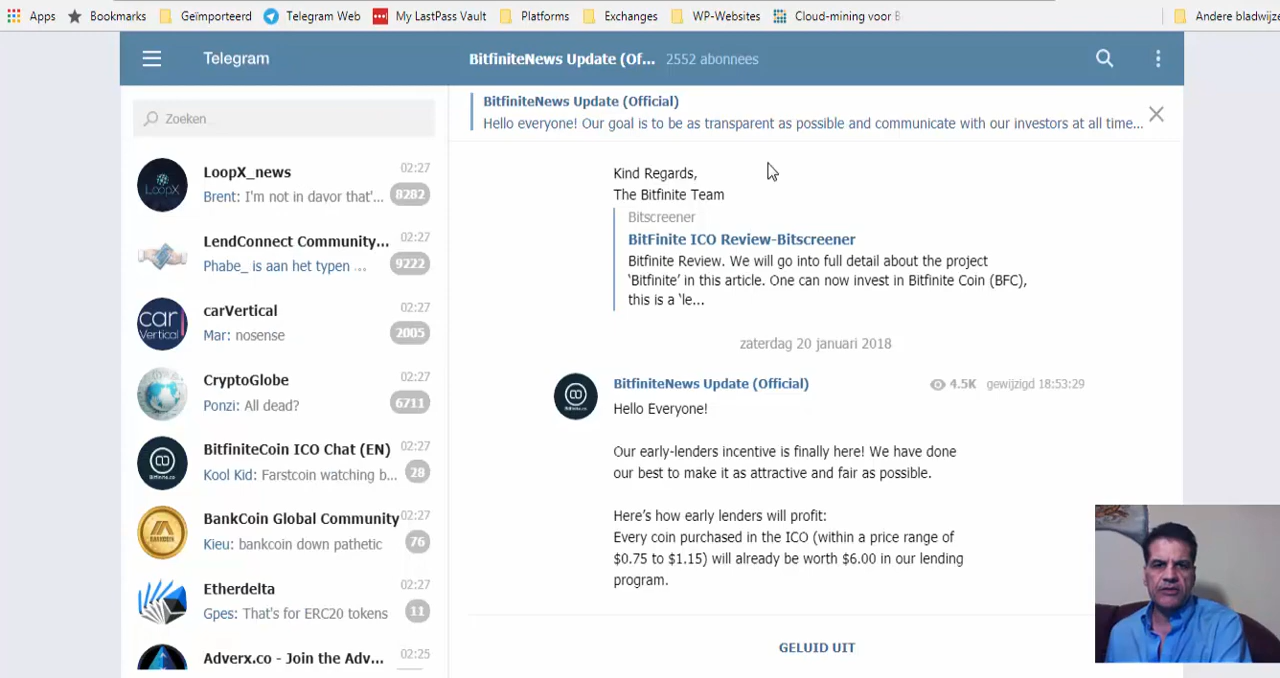 Apps Bookmarks Geïmporteerd Telegram Web My LastPass Vault Platforms Exchanges WP-Websites Cloud-mining voor B Andere bladwijze
Telegram
BitfiniteNews Update (Of... 2552 abonnees
Zoeken
BitfiniteNews Update (Official)
Hello everyone! Our goal is to be as transparent as possible and communicate with our investors at all time...
LoopX_news 02:27
Brent: I'm not in davor that'... 8282
LOOPX
LendConnect Community... 02:27
Phabe_ is aan het typen ... 9222
carVertical 02:27
Mar: nosense 2005
car
Vertical
CryptoGlobe 02:27
Ponzi: All dead? 6711
BitfiniteCoin ICO Chat (EN) 02:27
Kool Kid: Farstcoin watching b... 28
BankCoin Global Community 02:27
Kieu: bankcoin down pathetic 76
Etherdelta 02:27
Gpes: That's for ERC20 tokens 11
Adverx.co - Join the Adv... 02:25
Kind Regards,
The Bitfinite Team
Bitscreener
BitFinite ICO Review-Bitscreener
Bitfinite Review. We will go into full detail about the project
‘Bitfinite’ in this article. One can now invest in Bitfinite Coin (BFC),
this is a ‘le...
zaterdag 20 januari 2018
BitfiniteNews Update (Official) 4.5K gewijzigd 18:53:29
Hello Everyone!
Our early-lenders incentive is finally here! We have done
our best to make it as attractive and fair as possible.
Here’s how early lenders will profit:
Every coin purchased in the ICO (within a price range of
$0.75 to $1.15) will already be worth $6.00 in our lending
program.
GELUID UIT